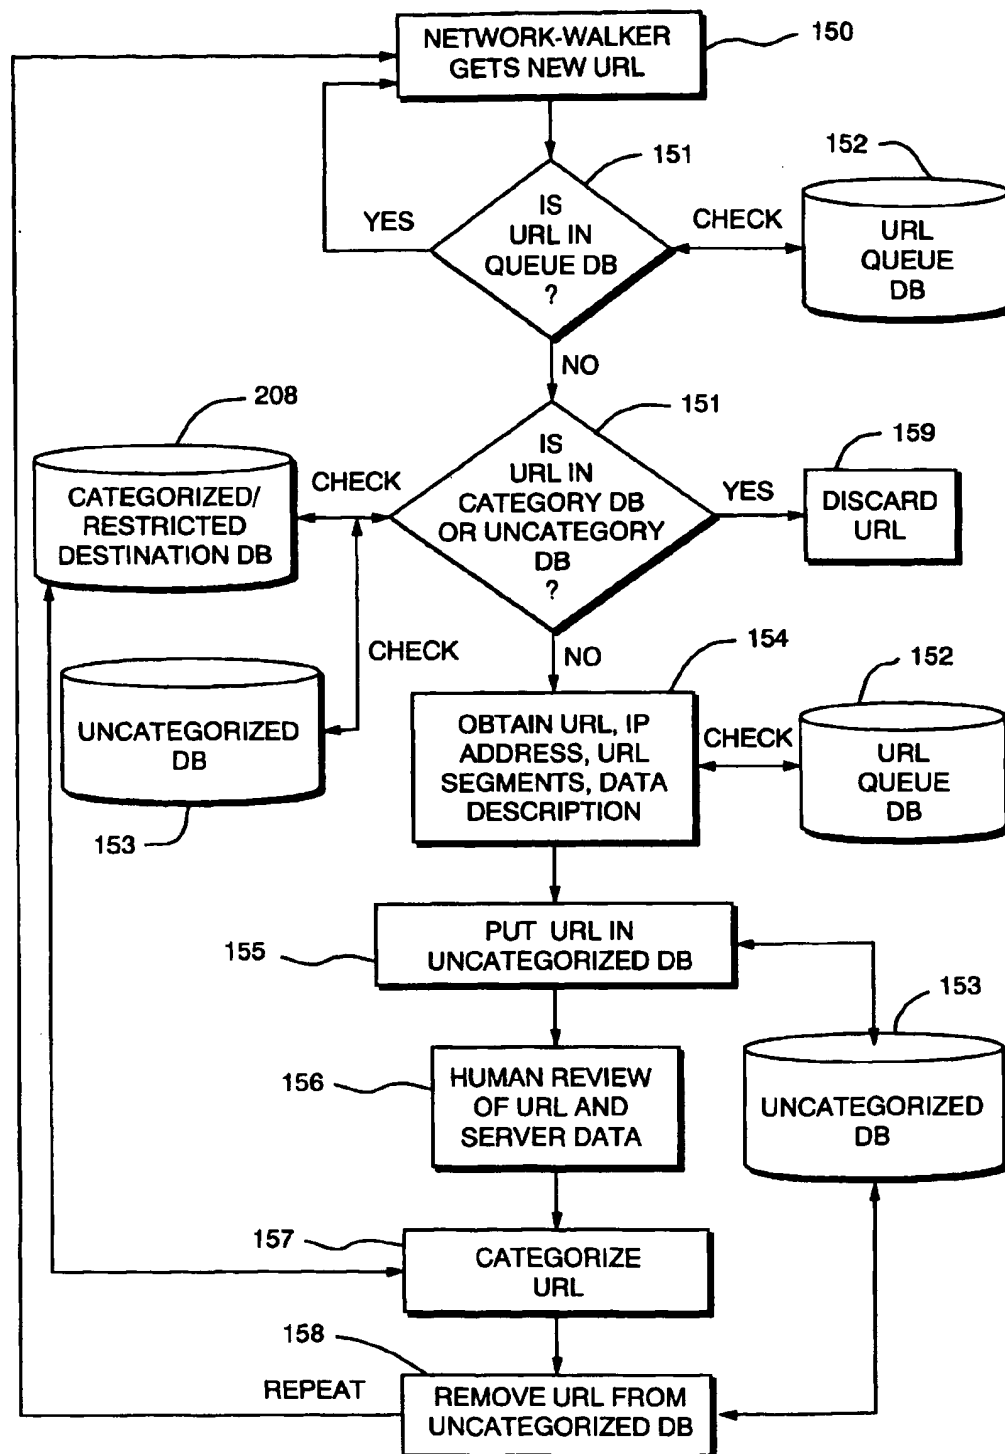 NETWORK-WALKER
GETS NEW URL
150
151
152
IS
URL IN
QUEUE DB
?
YES
CHECK
URL
QUEUE
DB
NO
208
151
159
CATEGORIZED/
RESTRICTED
DESTINATION DB
CHECK
IS
URL IN
CATEGORY DB
OR UNCATEGORY
DB
?
YES
DISCARD
URL
CHECK
NO
154
152
UNCATEGORIZED
DB
153
OBTAIN URL, IP
ADDRESS, URL
SEGMENTS, DATA
DESCRIPTION
CHECK
URL
QUEUE
DB
155
PUT URL IN
UNCATEGORIZED DB
153
156
HUMAN REVIEW
OF URL AND
SERVER DATA
UNCATEGORIZED
DB
157
CATEGORIZE
URL
158
REPEAT
REMOVE URL FROM
UNCATEGORIZED DB